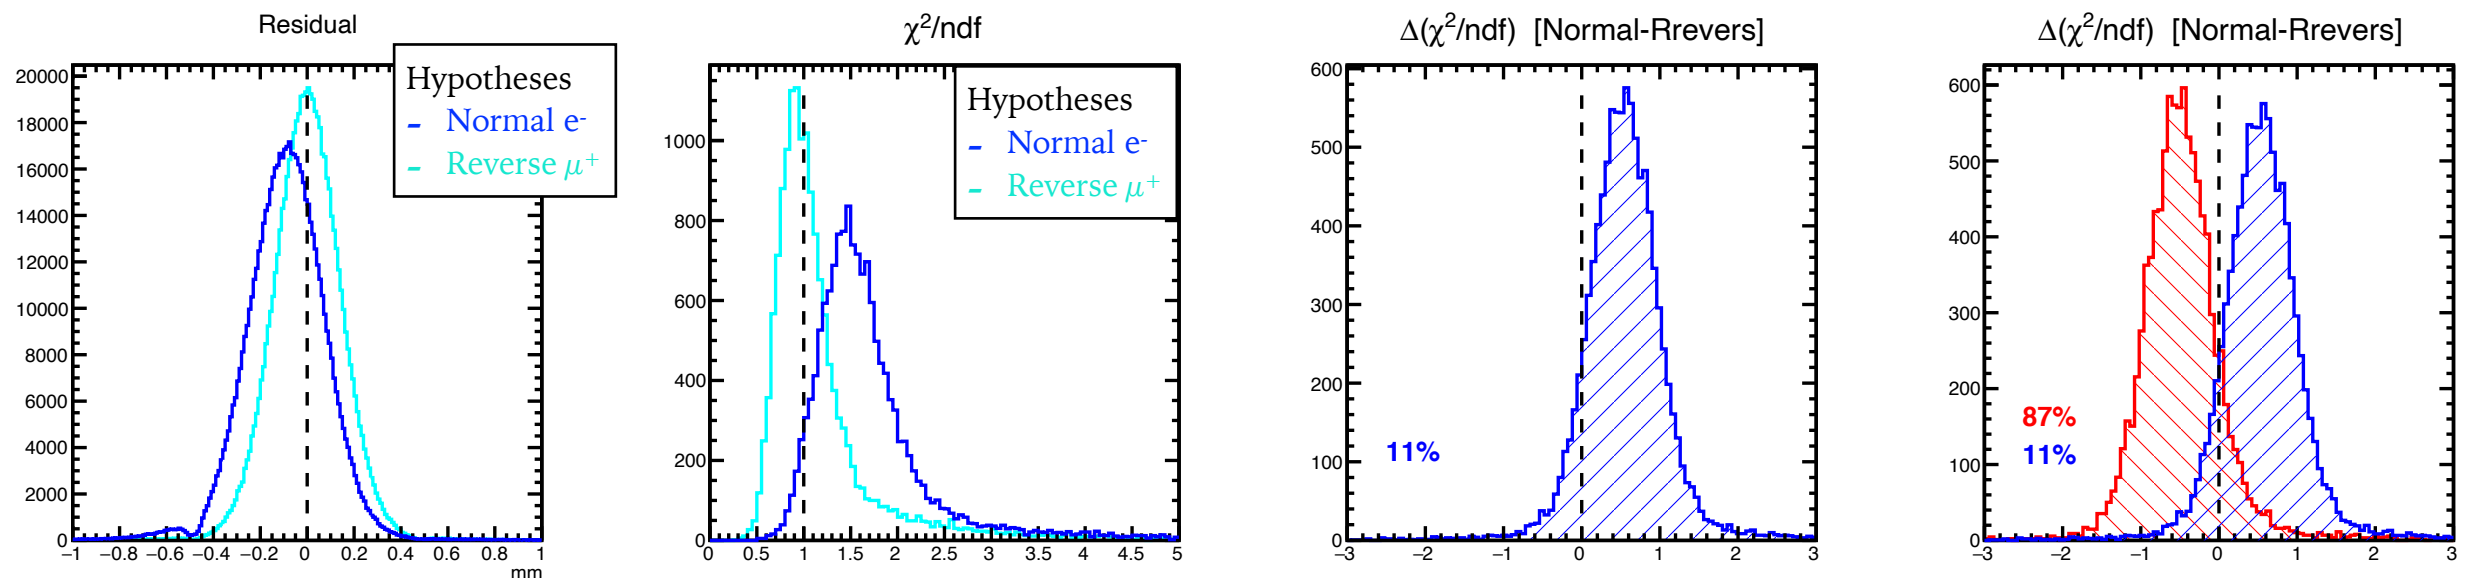 Residual
Hypotheses
- Normal e-
- Reverse μ+
20000
18000
16000
14000
12000
10000
8000
6000
4000
2000
0
−1 −0.8 −0.6 −0.4 −0.2 0 0.2 0.4 0.6 0.8 1
mm
χ²/ndf
Hypotheses
- Normal e-
- Reverse μ+
1000
800
600
400
200
0
0 0.5 1 1.5 2 2.5 3 3.5 4 4.5 5
Δ(χ²/ndf) [Normal-Rrevers]
600
500
400
300
200
100
0
11%
−3 −2 −1 0 1 2 3
Δ(χ²/ndf) [Normal-Rrevers]
600
500
400
300
200
100
0
87%
11%
−3 −2 −1 0 1 2 3